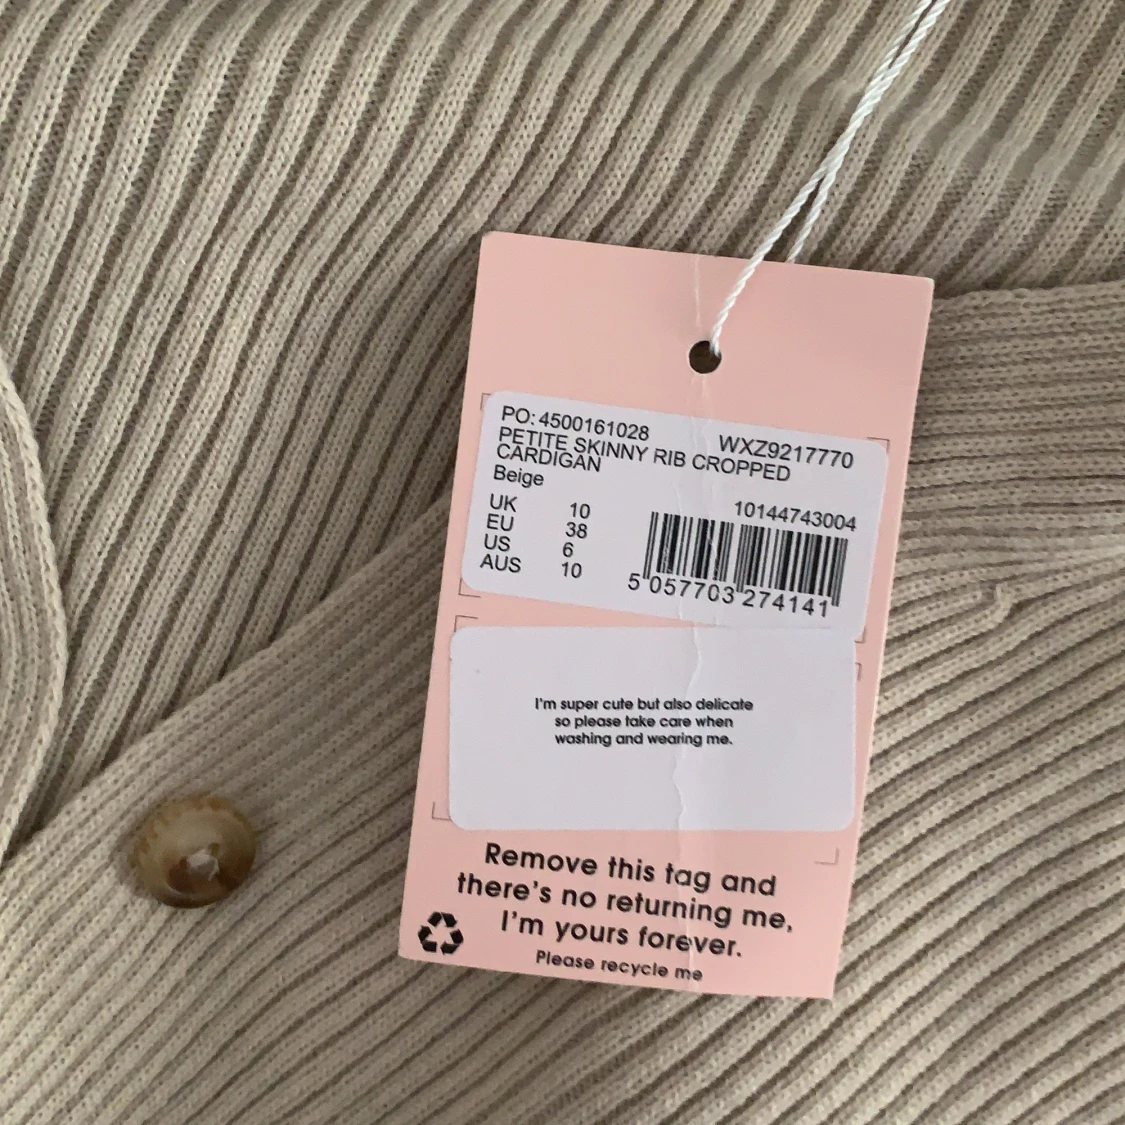 PO: 4500161028 WXZ9217770
PETITE SKINNY RIB CROPPED
CARDIGAN
Beige
10144743004
UK 10
EU 38
US 6
AUS 10
5 057703 274141
I'm super cute but also delicate
so please take care when
washing and wearing me.
Remove this tag and
there's no returning me,
I'm yours forever.
Please recycle me